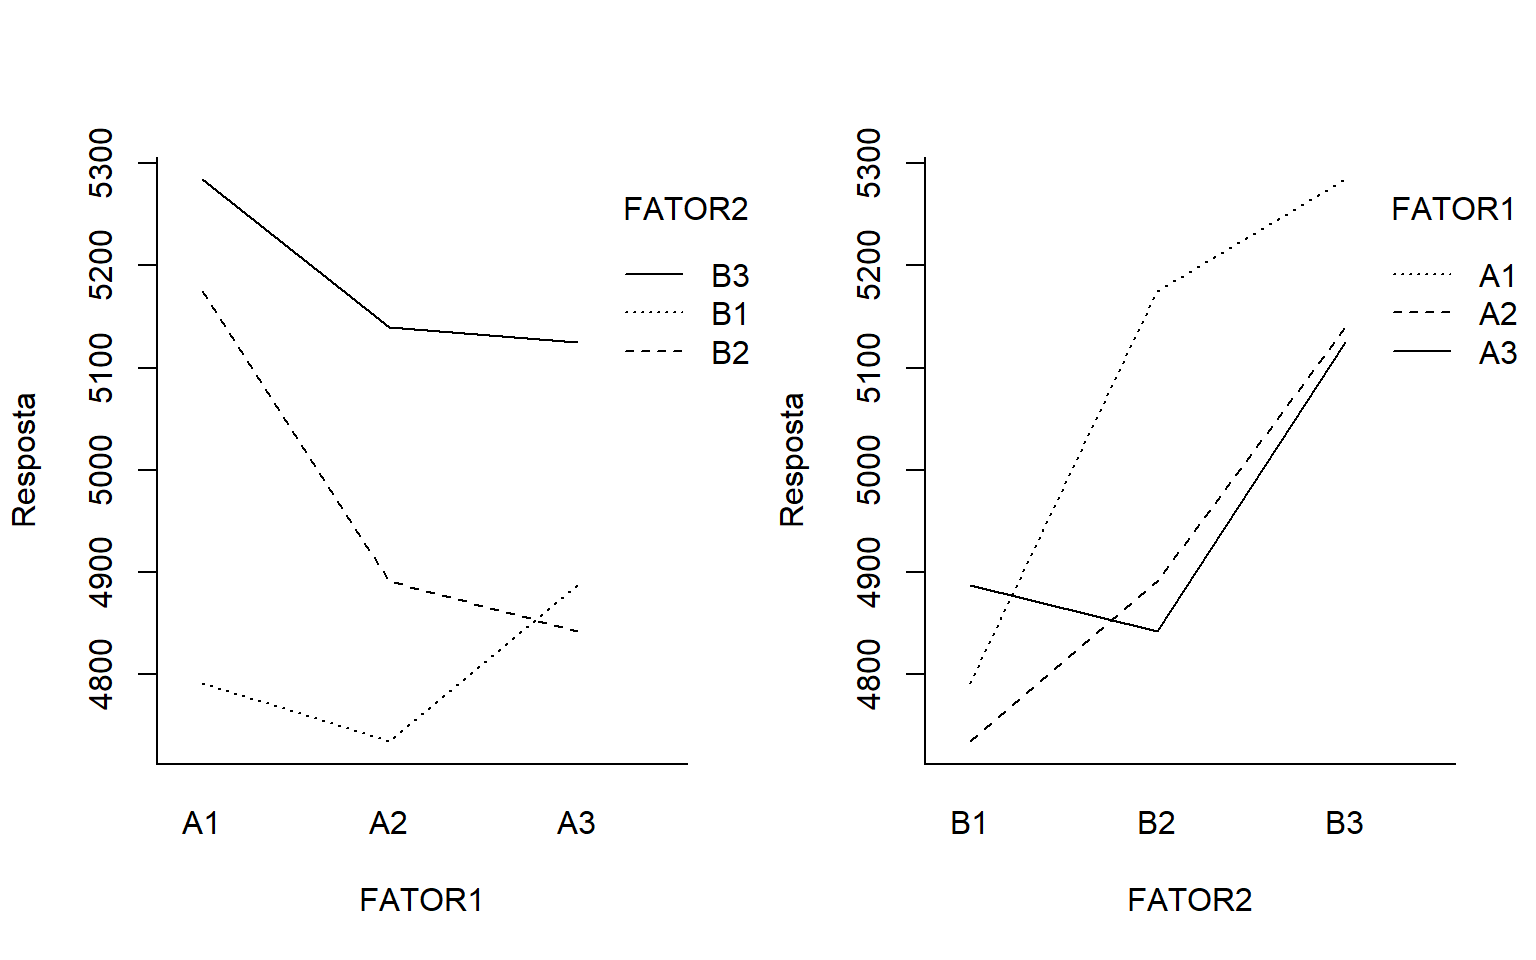 Resposta
5300
5200
5100
5000
4900
4800
A1 A2 A3
FATOR1
FATOR2
B3
B1
B2
Resposta
5300
5200
5100
5000
4900
4800
B1 B2 B3
FATOR2
FATOR1
A1
A2
A3